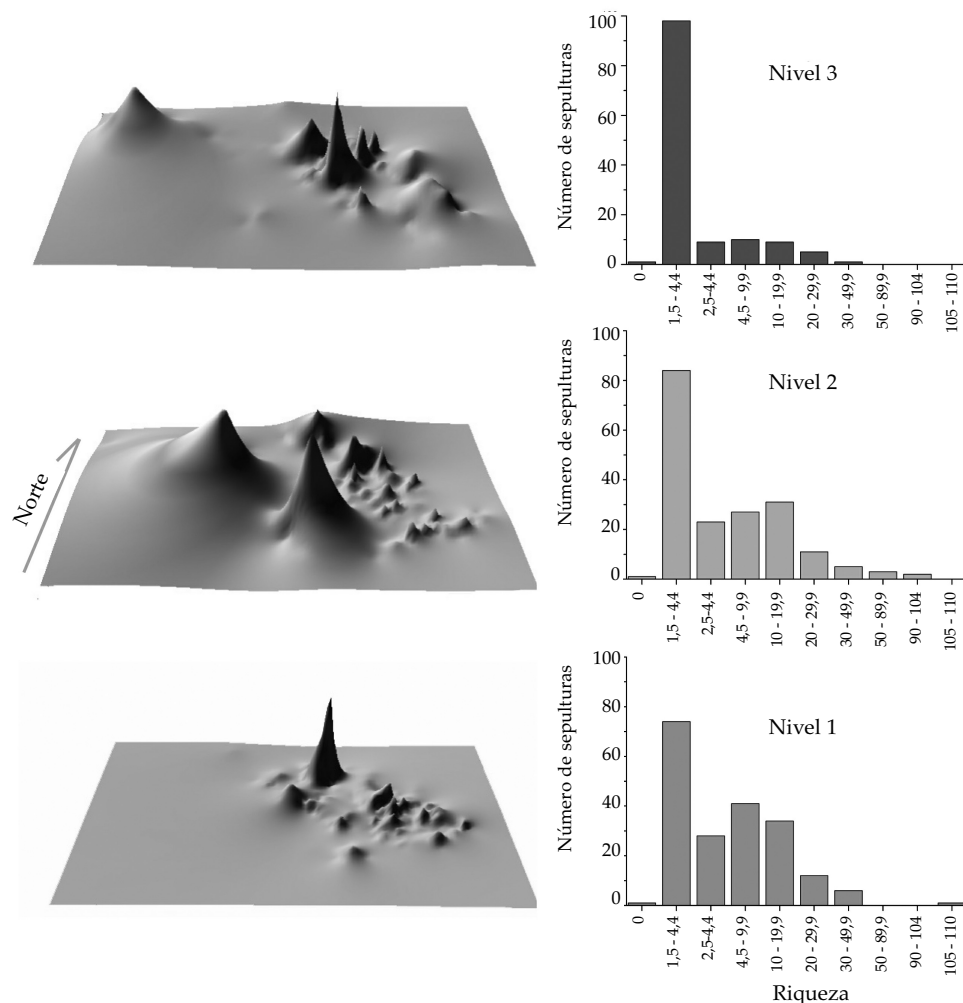 Número de sepulturas
100
80
60
40
20
0
Nivel 3
0
1,5 - 4,4
2,5-4,4
4,5 - 9,9
10 - 19,9
20 - 29,9
30 - 49,9
50 - 89,9
90 - 104
105 - 110
Norte
Número de sepulturas
100
80
60
40
20
0
Nivel 2
0
1,5 - 4,4
2,5-4,4
4,5 - 9,9
10 - 19,9
20 - 29,9
30 - 49,9
50 - 89,9
90 - 104
105 - 110
Número de sepulturas
100
80
60
40
20
0
Nivel 1
0
1,5 - 4,4
2,5-4,4
4,5 - 9,9
10 - 19,9
20 - 29,9
30 - 49,9
50 - 89,9
90 - 104
105 - 110
Riqueza